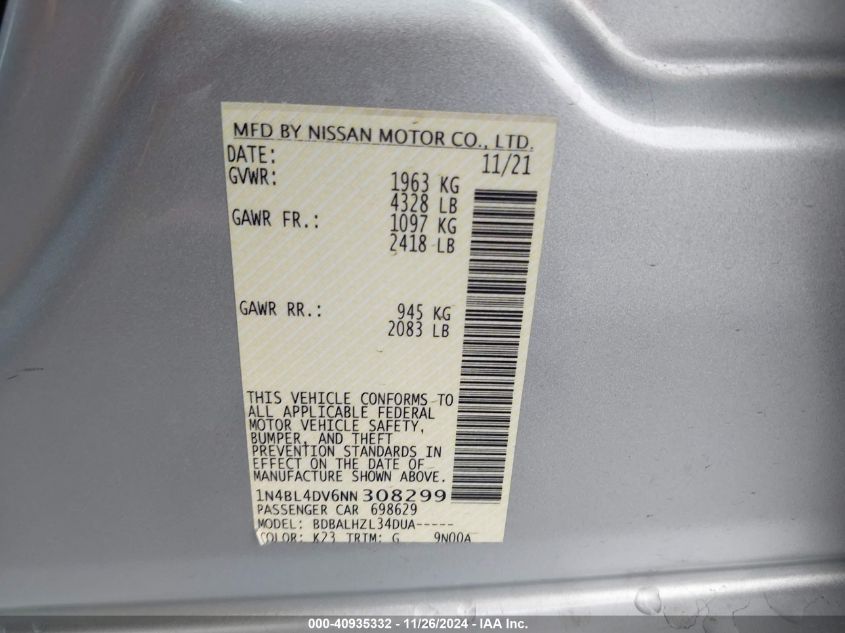 MFD BY NISSAN MOTOR CO., LTD.
DATE: 11/21
GVWR: 1963 KG
4328 LB
GAWR FR.: 1097 KG
2418 LB
GAWR RR.: 945 KG
2083 LB
THIS VEHICLE CONFORMS TO
ALL APPLICABLE FEDERAL
MOTOR VEHICLE SAFETY,
BUMPER, AND THEFT
PREVENTION STANDARDS IN
EFFECT ON THE DATE OF
MANUFACTURE SHOWN ABOVE.
1N4BL4DV6NN308299
PASSENGER CAR 698629
MODEL: BDBALHZL34DUA-----
COLOR: K23 TRIM: G 9N00A
000-40935332 - 11/26/2024 - IAA Inc.